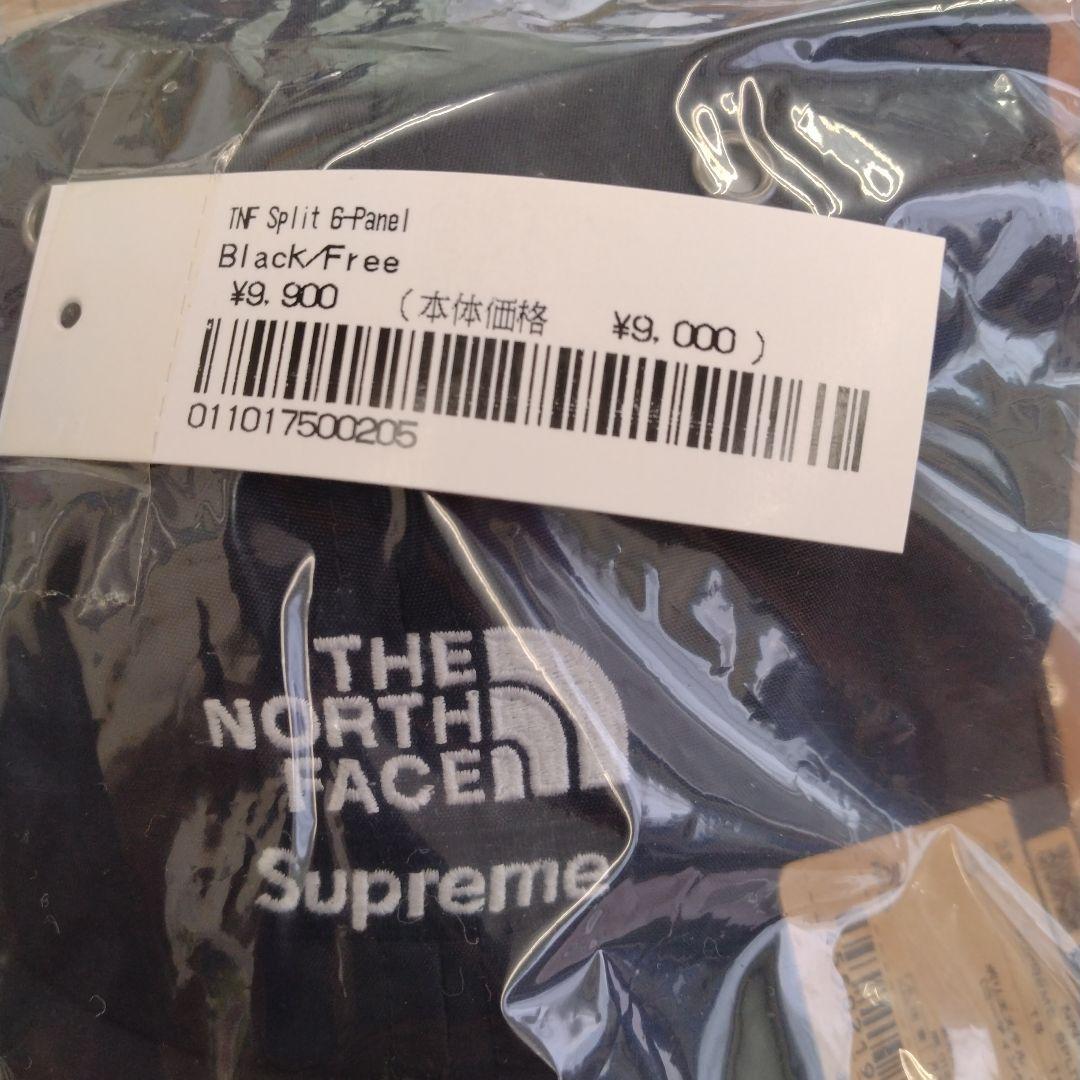 TNF Split 6-Panel
Black/Free
¥9,900 (本体価格 ¥9,000)
011017500205
THE
NORTH
FACE
Supreme